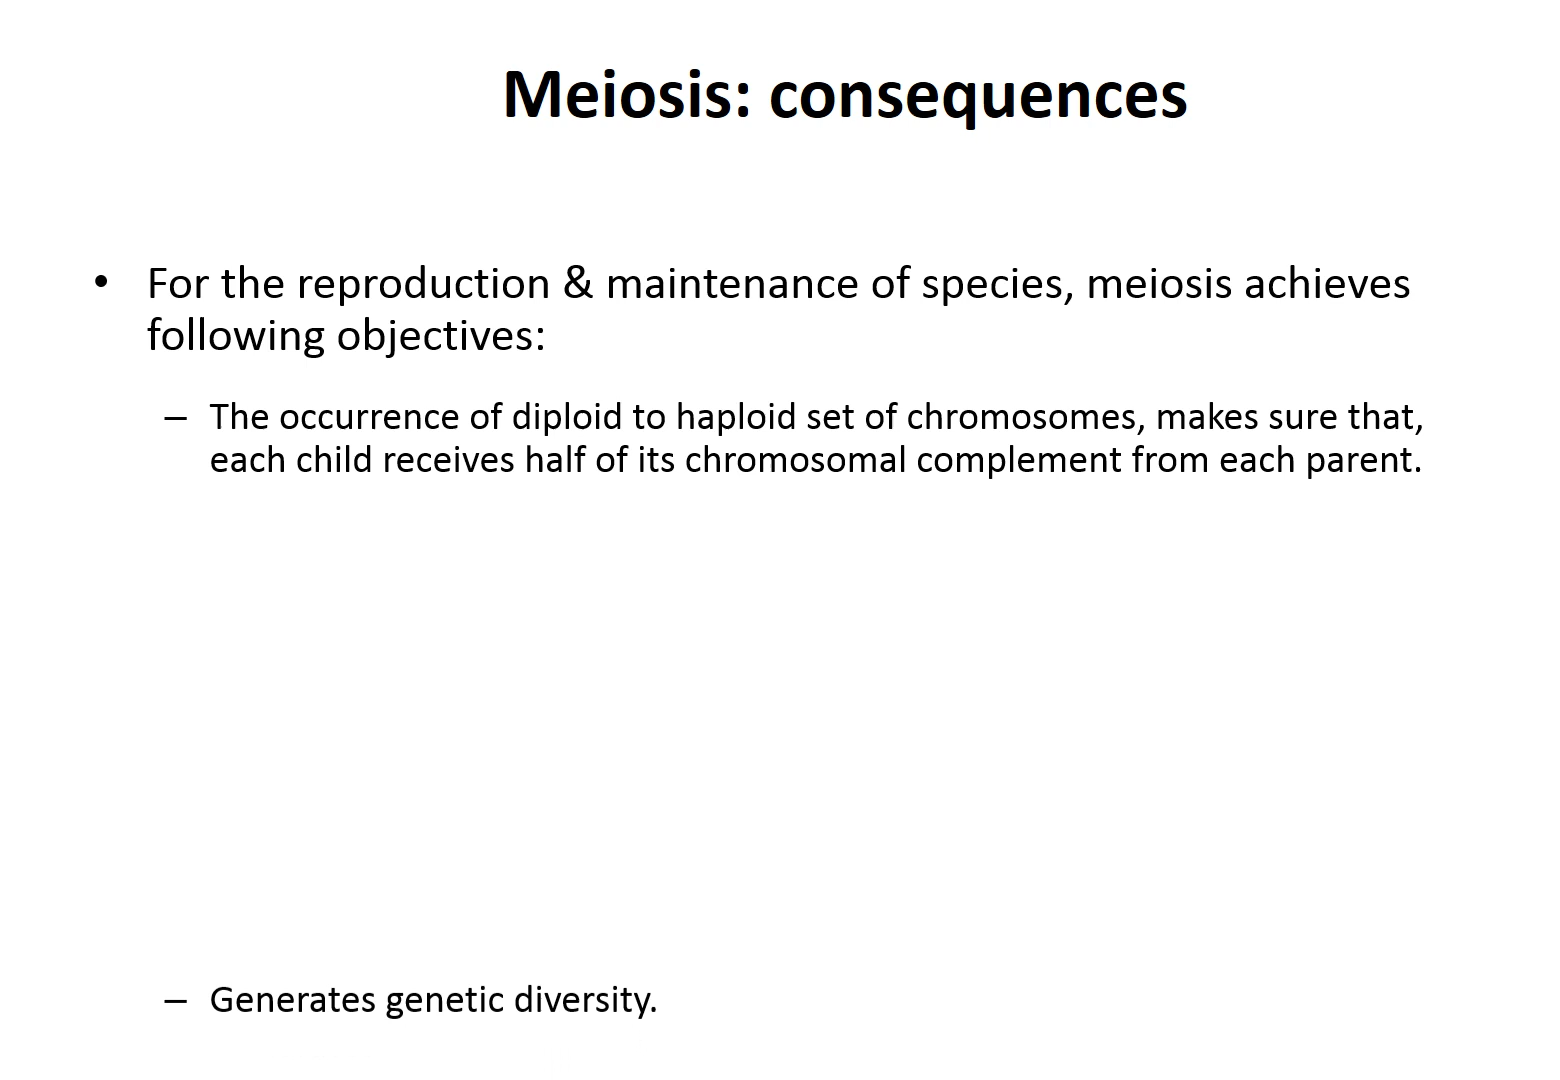 Meiosis: consequences
• For the reproduction & maintenance of species, meiosis achieves
following objectives:
– The occurrence of diploid to haploid set of chromosomes, makes sure that,
each child receives half of its chromosomal complement from each parent.
– Generates genetic diversity.